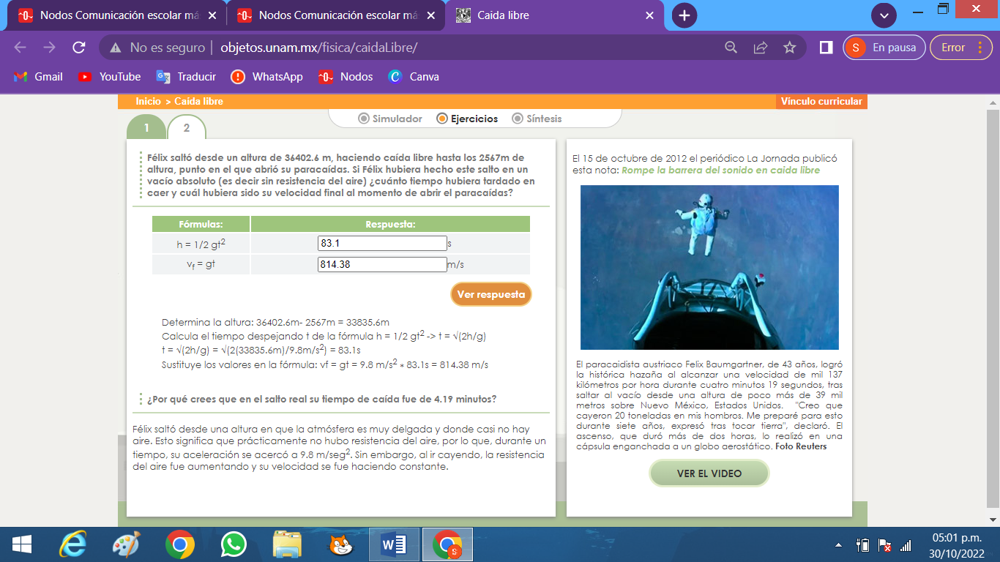 Nodos Comunicación escolar má
Nodos Comunicación escolar má
Caida libre
No es seguro
objetos.unam.mx/fisica/caidaLibre/
S
En pausa
Error
Gmail
YouTube
Traducir
WhatsApp
Nodos
Canva
Inicio > Caída libre
Vínculo curricular
Simulador
Ejercicios
Síntesis
1
2
Félix saltó desde un altura de 36402.6 m, haciendo caída libre hasta los 2567m de
altura, punto en el que abrió su paracaídas. Si Félix hubiera hecho este salto en un
vacío absoluto (es decir sin resistencia del aire) ¿cuánto tiempo hubiera tardado en
caer y cuál hubiera sido su velocidad final al momento de abrir el paracaídas?
Fórmulas:
Respuesta:
h = 1/2 gt²
83.1
s
vf = gt
814.38
m/s
Ver respuesta
Determina la altura: 36402.6m- 2567m = 33835.6m
Calcula el tiempo despejando t de la fórmula h = 1/2 gt² -> t = √(2h/g)
t = √(2h/g) = √(2(33835.6m)/9.8m/s²) = 83.1s
Sustituye los valores en la fórmula: vf = gt = 9.8 m/s² * 83.1s = 814.38 m/s
¿Por qué crees que en el salto real su tiempo de caída fue de 4.19 minutos?
Félix saltó desde una altura en que la atmósfera es muy delgada y donde casi no hay
aire. Esto significa que prácticamente no hubo resistencia del aire, por lo que, durante un
tiempo, su aceleración se acercó a 9.8 m/seg². Sin embargo, al ir cayendo, la resistencia
del aire fue aumentando y su velocidad se fue haciendo constante.
El 15 de octubre de 2012 el periódico La Jornada publicó
esta nota: Rompe la barrera del sonido en caída libre
El paracaidista austriaco Felix Baumgartner, de 43 años, logró
la histórica hazaña al alcanzar una velocidad de mil 137
kilómetros por hora durante cuatro minutos 19 segundos, tras
saltar al vacío desde una altura de poco más de 39 mil
metros sobre Nuevo México, Estados Unidos. "Creo que
cayeron 20 toneladas en mis hombros. Me preparé para esto
durante siete años, expresó tras tocar tierra", declaró. El
ascenso, que duró más de dos horas, lo realizó en una
cápsula enganchada a un globo aerostático. Foto Reuters
VER EL VIDEO
05:01 p.m.
30/10/2022